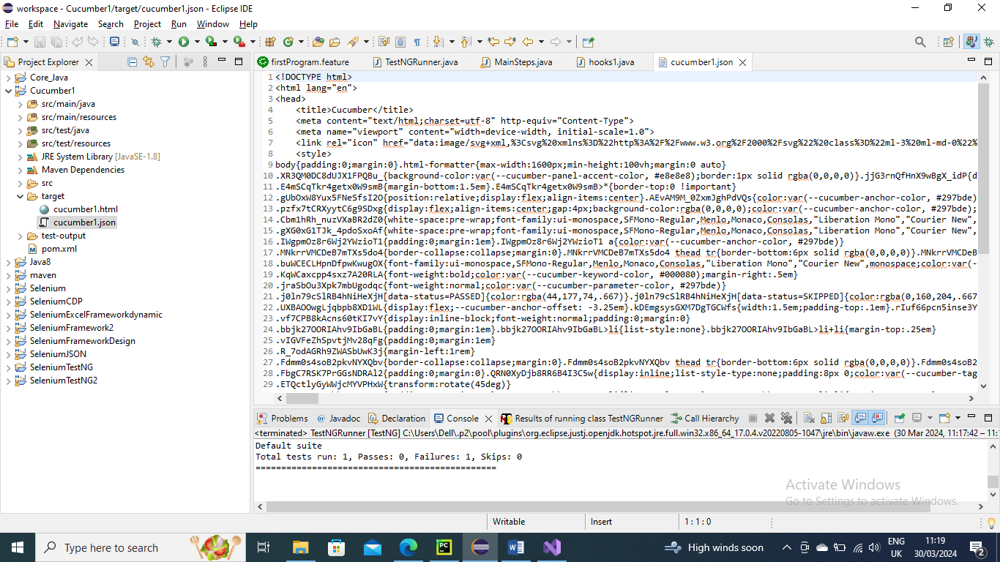 workspace - Cucumber1/target/cucumber1.json - Eclipse IDE
File Edit Navigate Search Project Run Window Help
Project Explorer
firstProgram.feature TestNGRunner.java MainSteps.java hooks1.java cucumber1.json
Core_Java
Cucumber1
src/main/java
src/main/resources
src/test/java
src/test/resources
JRE System Library [JavaSE-1.8]
Maven Dependencies
src
target
cucumber1.html
cucumber1.json
test-output
pom.xml
Java8
maven
Selenium
SeleniumCDP
SeleniumExcelFrameworkdynamic
SeleniumFramework2
SeleniumFrameworkDesign
SeleniumJSON
SeleniumTestNG
SeleniumTestNG2
1 <!DOCTYPE html>
2 <html lang="en">
3 <head>
4 <title>Cucumber</title>
5 <meta content="text/html;charset=utf-8" http-equiv="Content-Type">
6 <meta name="viewport" content="width=device-width, initial-scale=1.0">
7 <link rel="icon" href="data:image/svg+xml,%3Csvg%20xmlns%3D%22http%3A%2F%2Fwww.w3.org%2F2000%2Fsvg%22%20class%3D%22ml-3%20ml-md-0%22%
8 <style>
9 body{padding:0;margin:0}.html-formatter{max-width:1600px;min-height:100vh;margin:0 auto}
10 .XR3QM0DC8dUJX1FPQBu_{background-color:var(--cucumber-panel-accent-color, #e8e8e8);border:1px solid rgba(0,0,0,0)}.jjG3rnQfHnX9wBgX_idP{d
11 .E4mSCqTkr4getx0W9smB{margin-bottom:1.5em}.E4mSCqTkr4getx0W9smB>*{border-top:0 !important}
12 .gUbOxW8Yux5FNeSfsI2O{position:relative;display:flex;align-items:center}.AEvAM9M_0ZxmJghPdVQs{color:var(--cucumber-anchor-color, #297bde)
13 .pzfx7tCRXyytC6g9SDxg{display:flex;align-items:center;gap:4px;background-color:rgba(0,0,0,0);color:var(--cucumber-anchor-color, #297bde);
14 .Cbm1hRh_nuzVXaBR2dZ0{white-space:pre-wrap;font-family:ui-monospace,SFMono-Regular,Menlo,Monaco,Consolas,"Liberation Mono","Courier New",
15 .gXG0xG1TJk_4pdoSxoAf{white-space:pre-wrap;font-family:ui-monospace,SFMono-Regular,Menlo,Monaco,Consolas,"Liberation Mono","Courier New",
16 .IWgpmOz8r6Wj2YWzioT1{padding:0;margin:1em}.IWgpmOz8r6Wj2YWzioT1 a{color:var(--cucumber-anchor-color, #297bde)}
17 .MNkrrVMCDeB7mTXs5do4{border-collapse:collapse;margin:0}.MNkrrVMCDeB7mTXs5do4 thead tr{border-bottom:6px solid rgba(0,0,0,0)}.MNkrrVMCDeB
18 .buWCECLHpnDfpwKwugOX{font-family:ui-monospace,SFMono-Regular,Menlo,Monaco,Consolas,"Liberation Mono","Courier New",monospace;color:var(-
19 .KqWCaxcpp4sxz7A20RLA{font-weight:bold;color:var(--cucumber-keyword-color, #000080);margin-right:.5em}
20 .jraSbOu3Xpk7mbUgodqc{font-weight:normal;color:var(--cucumber-parameter-color, #297bde)}
21 .j0ln79cSlRB4hNiHeXjH[data-status=PASSED]{color:rgba(44,177,74,.667)}.j0ln79cSlRB4hNiHeXjH[data-status=SKIPPED]{color:rgba(0,160,204,.667
22 .UXBAOOwgLjqbpb8XD1WL{display:flex;--cucumber-anchor-offset: -3.25em}.kDEmgsysGXM7DgTGCWfs{width:1.5em;padding-top:.1em}.rIuf66pcn5inse3Y
23 .vf7CPB8kAcns60tKI7vY{display:inline-block;font-weight:normal;padding:0;margin:0}
24 .bbjk27OORIAhv9IbGaBL{padding:0;margin:1em}.bbjk27OORIAhv9IbGaBL>li{list-style:none}.bbjk27OORIAhv9IbGaBL>li+li{margin-top:.25em}
25 .vIGVFeZhSpvtjMv28qFg{padding:0;margin:1em}
26 .R_7odAGRh9ZWASbUwK3j{margin-left:1rem}
27 .Fdmm0s4soB2pkvNYXQbv{border-collapse:collapse;margin:0}.Fdmm0s4soB2pkvNYXQbv thead tr{border-bottom:6px solid rgba(0,0,0,0)}.Fdmm0s4soB2
28 .FbgC7RSK7PrGGsNDRAl2{padding:0;margin:0}.QRN0XyDjb8RR6B4I3C5w{display:inline;list-style-type:none;padding:8px 0;color:var(--cucumber-tag
29 .ETQctlyGyWWjcMYVPHxW{transform:rotate(45deg)}
Problems Javadoc Declaration Console Results of running class TestNGRunner Call Hierarchy
<terminated> TestNGRunner [TestNG] C:\Users\Dell\.p2\pool\plugins\org.eclipse.justj.openjdk.hotspot.jre.full.win32.x86_64_17.0.4.v20220805-1047\jre\bin\javaw.exe (30 Mar 2024, 11:17:42 – 11:
Default suite
Total tests run: 1, Passes: 0, Failures: 1, Skips: 0
===============================================
Activate Windows
Go to Settings to activate Windows.
Writable Insert 1 : 1 : 0
Type here to search
High winds soon
ENG
UK
11:19
30/03/2024
2